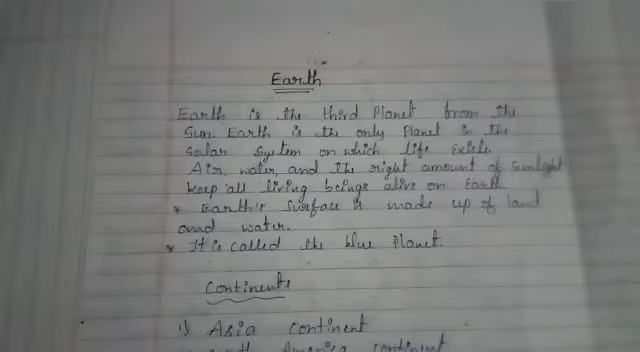 Earth
Earth is the third Planet from the
Sun. Earth is the only Planet in the
Solar System on which life exists.
Air, water, and the right amount of Sunlight
keep all living beings alive on Earth.
* Earth's Surface is made up of land
and water.
* It is called the blue Planet.
Continents
1) Asia continent
America continent